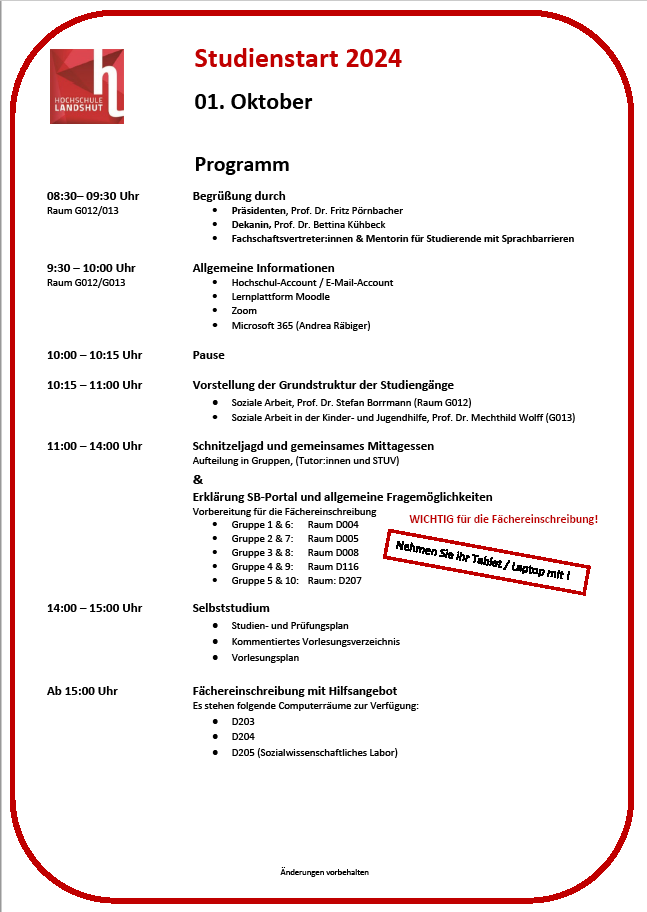 Studienstart 2024
HOCHSCHULE
LANDSHUT
01. Oktober
Programm
08:30– 09:30 Uhr Begrüßung durch
Raum G012/013 • Präsidenten, Prof. Dr. Fritz Pörnbacher
• Dekanin, Prof. Dr. Bettina Kühbeck
• Fachschaftsvertreter:innen & Mentorin für Studierende mit Sprachbarrieren
9:30 – 10:00 Uhr Allgemeine Informationen
Raum G012/G013 • Hochschul-Account / E-Mail-Account
• Lernplattform Moodle
• Zoom
• Microsoft 365 (Andrea Räbiger)
10:00 – 10:15 Uhr Pause
10:15 – 11:00 Uhr Vorstellung der Grundstruktur der Studiengänge
• Soziale Arbeit, Prof. Dr. Stefan Borrmann (Raum G012)
• Soziale Arbeit in der Kinder- und Jugendhilfe, Prof. Dr. Mechthild Wolff (G013)
11:00 – 14:00 Uhr Schnitzeljagd und gemeinsames Mittagessen
Aufteilung in Gruppen, (Tutor:innen und STUV)
&
Erklärung SB-Portal und allgemeine Fragemöglichkeiten
Vorbereitung für die Fächereinschreibung
WICHTIG für die Fächereinschreibung!
• Gruppe 1 & 6: Raum D004
• Gruppe 2 & 7: Raum D005
• Gruppe 3 & 8: Raum D008
• Gruppe 4 & 9: Raum D116
• Gruppe 5 & 10: Raum: D207
Nehmen Sie ihr Tablet / Laptop mit !
14:00 – 15:00 Uhr Selbststudium
• Studien- und Prüfungsplan
• Kommentiertes Vorlesungsverzeichnis
• Vorlesungsplan
Ab 15:00 Uhr Fächereinschreibung mit Hilfsangebot
Es stehen folgende Computerräume zur Verfügung:
• D203
• D204
• D205 (Sozialwissenschaftliches Labor)
Änderungen vorbehalten